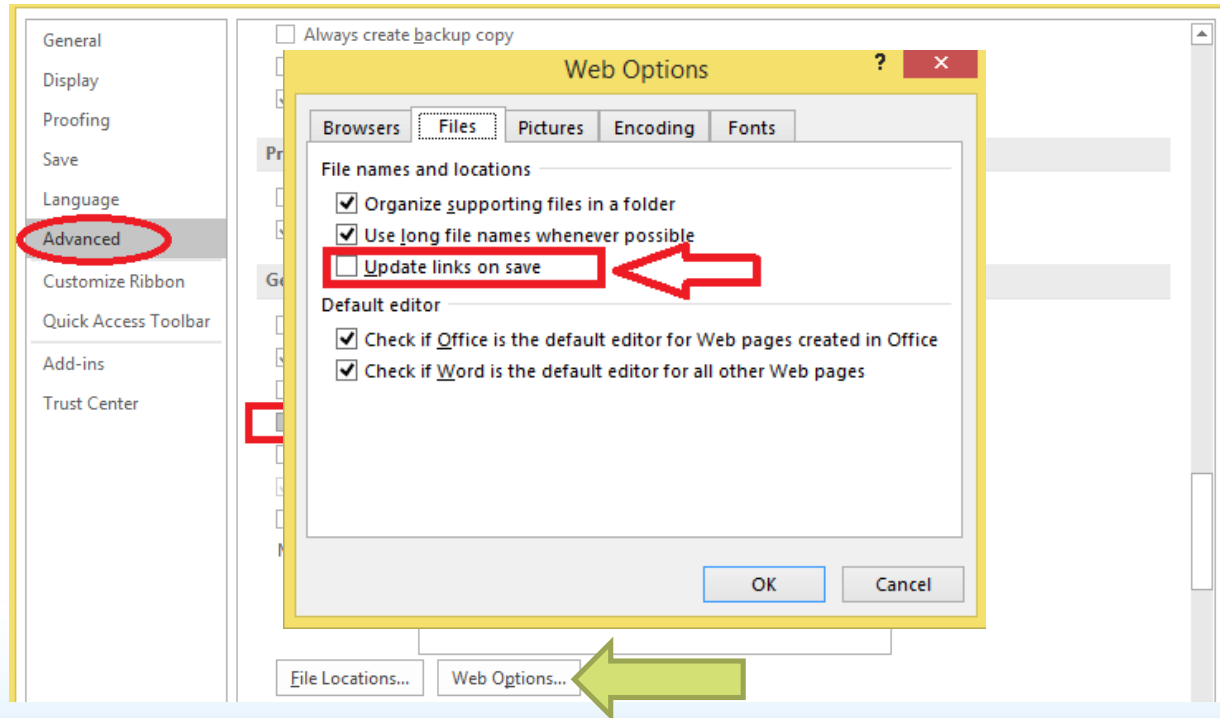 General
Display
Proofing
Save
Language
Advanced
Customize Ribbon
Quick Access Toolbar
Add-ins
Trust Center
Always create backup copy
Web Options
?
Browsers
Files
Pictures
Encoding
Fonts
File names and locations
Organize supporting files in a folder
Use long file names whenever possible
Update links on save
Default editor
Check if Office is the default editor for Web pages created in Office
Check if Word is the default editor for all other Web pages
OK
Cancel
Pr
Ge
File Locations...
Web Options...